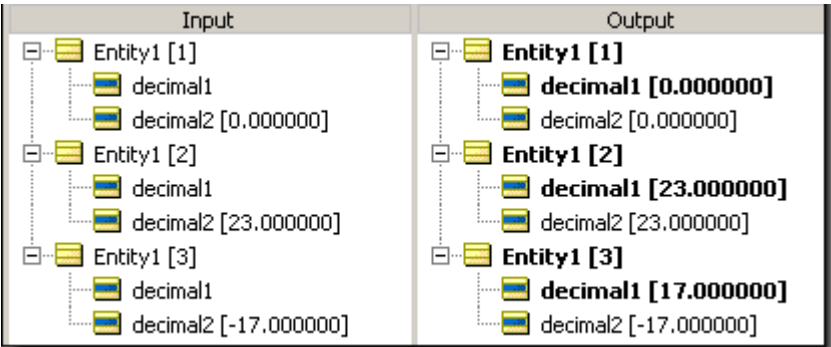 Input
Entity1 [1]
decimal1
decimal2 [0.000000]
Entity1 [2]
decimal1
decimal2 [23.000000]
Entity1 [3]
decimal1
decimal2 [-17.000000]
Output
Entity1 [1]
decimal1 [0.000000]
decimal2 [0.000000]
Entity1 [2]
decimal1 [23.000000]
decimal2 [23.000000]
Entity1 [3]
decimal1 [17.000000]
decimal2 [-17.000000]